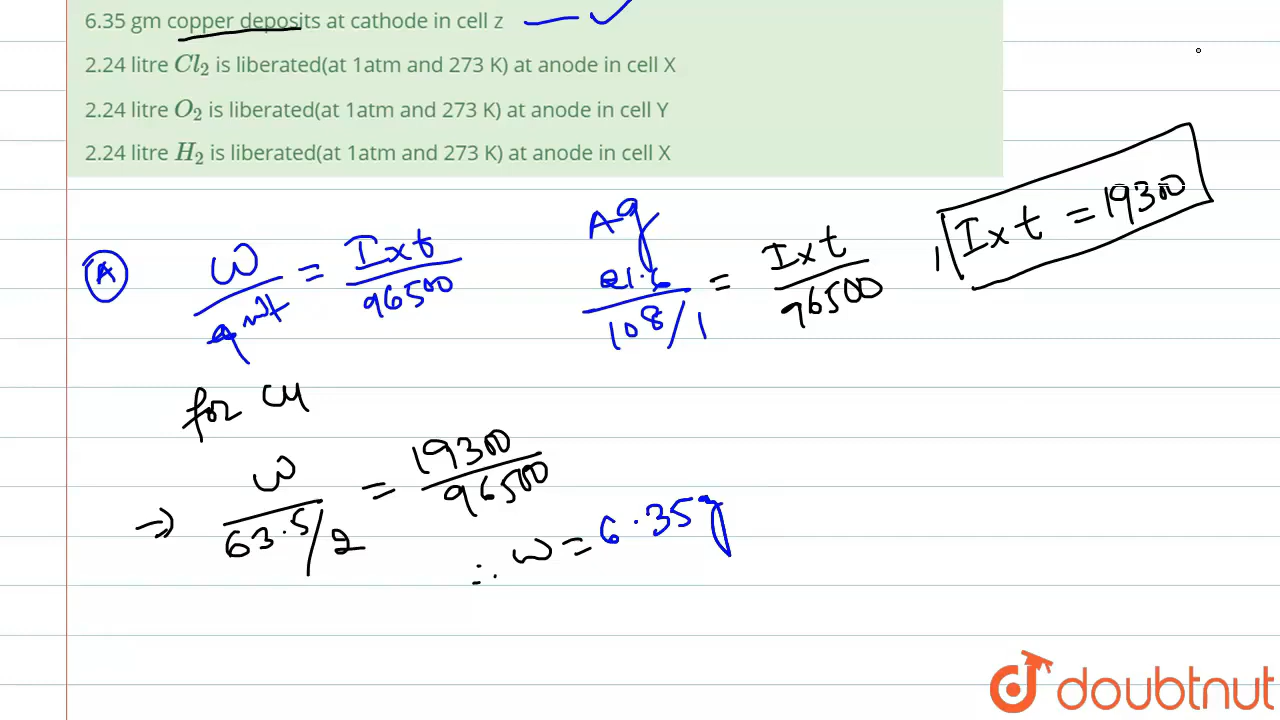 6.35 gm copper deposits at cathode in cell z
2.24 litre Cl₂ is liberated(at 1atm and 273 K) at anode in cell X
2.24 litre O₂ is liberated(at 1atm and 273 K) at anode in cell Y
2.24 litre H₂ is liberated(at 1atm and 273 K) at anode in cell X
Ag
(A) ω/q wt = I×t/96500
21.6/108/1 = I×t/96500
I×t = 19300
for Cu
⇒ ω/63.5/2 = 19300/96500
∴ ω = 6.35g
doubtnut